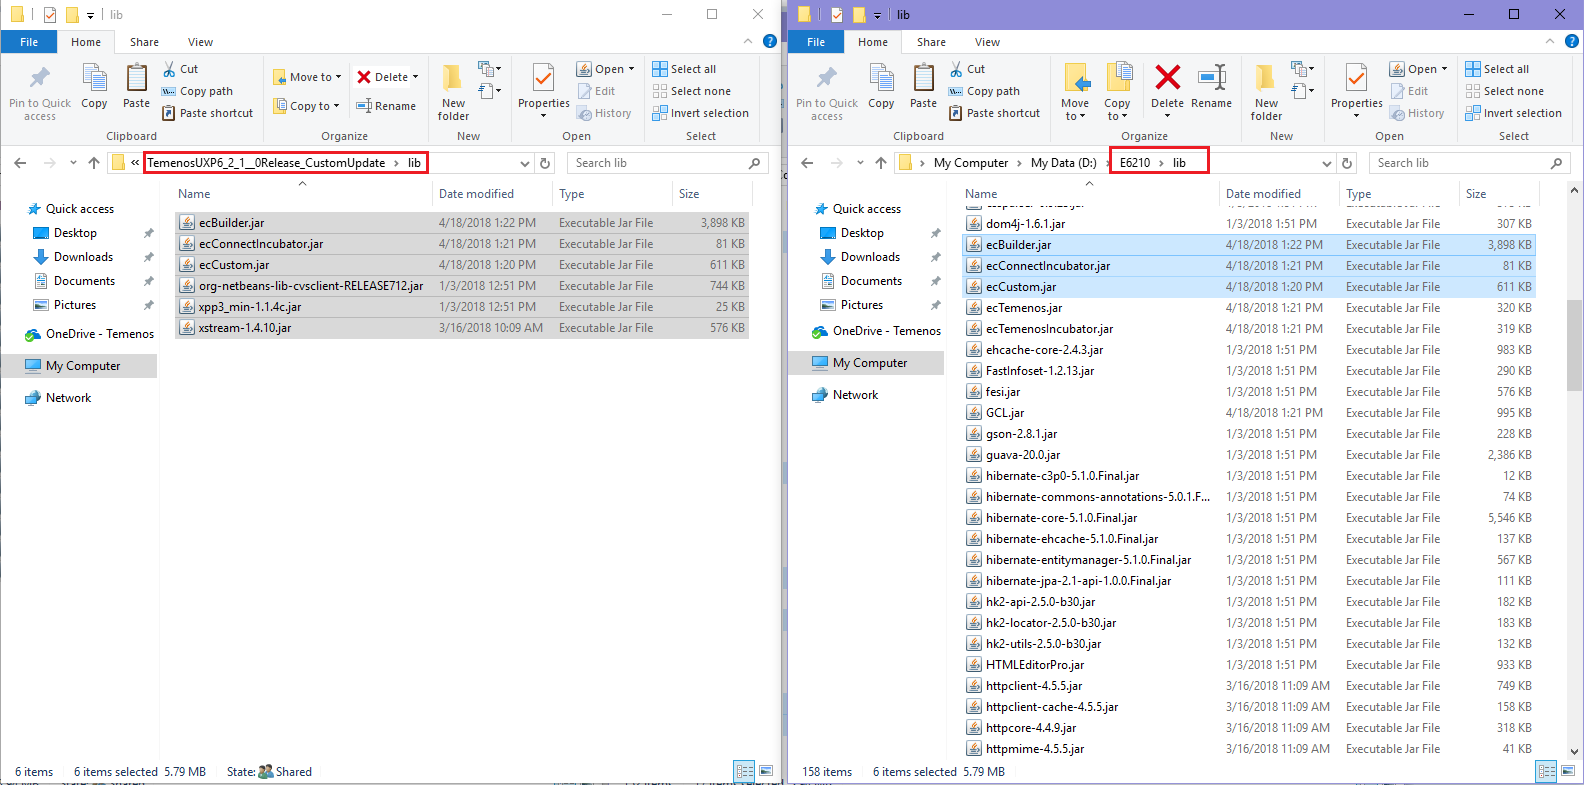 lib
File Home Share View
Pin to Quick access
Copy
Paste
Cut
Copy path
Paste shortcut
Clipboard
Move to
Copy to
Delete
Rename
Organize
New folder
New
Properties
Open
Edit
History
Open
Select all
Select none
Invert selection
Select
« TemenosUXP6_2_1__0Release_CustomUpdate > lib
Search lib
Quick access
Desktop
Downloads
Documents
Pictures
OneDrive - Temenos
My Computer
Network
Name Date modified Type Size
ecBuilder.jar 4/18/2018 1:22 PM Executable Jar File 3,898 KB
ecConnectIncubator.jar 4/18/2018 1:21 PM Executable Jar File 81 KB
ecCustom.jar 4/18/2018 1:20 PM Executable Jar File 611 KB
org-netbeans-lib-cvsclient-RELEASE712.jar 1/3/2018 12:51 PM Executable Jar File 744 KB
xpp3_min-1.1.4c.jar 1/3/2018 12:51 PM Executable Jar File 25 KB
xstream-1.4.10.jar 3/16/2018 10:09 AM Executable Jar File 576 KB
6 items 6 items selected 5.79 MB State: Shared
lib
File Home Share View
Pin to Quick access
Copy
Paste
Cut
Copy path
Paste shortcut
Clipboard
Move to
Copy to
Delete
Rename
Organize
New folder
New
Properties
Open
Edit
History
Open
Select all
Select none
Invert selection
Select
> My Computer > My Data (D:) > E6210 > lib
Search lib
Quick access
Desktop
Downloads
Documents
Pictures
OneDrive - Temenos
My Computer
Network
Name Date modified Type Size
dom4j-1.6.1.jar 1/3/2018 1:51 PM Executable Jar File 307 KB
ecBuilder.jar 4/18/2018 1:22 PM Executable Jar File 3,898 KB
ecConnectIncubator.jar 4/18/2018 1:21 PM Executable Jar File 81 KB
ecCustom.jar 4/18/2018 1:20 PM Executable Jar File 611 KB
ecTemenos.jar 4/18/2018 1:21 PM Executable Jar File 320 KB
ecTemenosIncubator.jar 4/18/2018 1:21 PM Executable Jar File 319 KB
ehcache-core-2.4.3.jar 1/3/2018 1:51 PM Executable Jar File 983 KB
FastInfoset-1.2.13.jar 1/3/2018 1:51 PM Executable Jar File 290 KB
fesi.jar 1/3/2018 1:51 PM Executable Jar File 576 KB
GCL.jar 4/18/2018 1:21 PM Executable Jar File 995 KB
gson-2.8.1.jar 1/3/2018 1:51 PM Executable Jar File 228 KB
guava-20.0.jar 1/3/2018 1:51 PM Executable Jar File 2,386 KB
hibernate-c3p0-5.1.0.Final.jar 1/3/2018 1:51 PM Executable Jar File 12 KB
hibernate-commons-annotations-5.0.1.F... 1/3/2018 1:51 PM Executable Jar File 74 KB
hibernate-core-5.1.0.Final.jar 1/3/2018 1:51 PM Executable Jar File 5,546 KB
hibernate-ehcache-5.1.0.Final.jar 1/3/2018 1:51 PM Executable Jar File 137 KB
hibernate-entitymanager-5.1.0.Final.jar 1/3/2018 1:51 PM Executable Jar File 567 KB
hibernate-jpa-2.1-api-1.0.0.Final.jar 1/3/2018 1:51 PM Executable Jar File 111 KB
hk2-api-2.5.0-b30.jar 1/3/2018 1:51 PM Executable Jar File 182 KB
hk2-locator-2.5.0-b30.jar 1/3/2018 1:51 PM Executable Jar File 183 KB
hk2-utils-2.5.0-b30.jar 1/3/2018 1:51 PM Executable Jar File 132 KB
HTMLEditorPro.jar 1/3/2018 1:51 PM Executable Jar File 933 KB
httpclient-4.5.5.jar 3/16/2018 11:09 AM Executable Jar File 749 KB
httpclient-cache-4.5.5.jar 3/16/2018 11:09 AM Executable Jar File 158 KB
httpcore-4.4.9.jar 3/16/2018 11:09 AM Executable Jar File 318 KB
httpmime-4.5.5.jar 3/16/2018 11:09 AM Executable Jar File 41 KB
158 items 6 items selected 5.79 MB